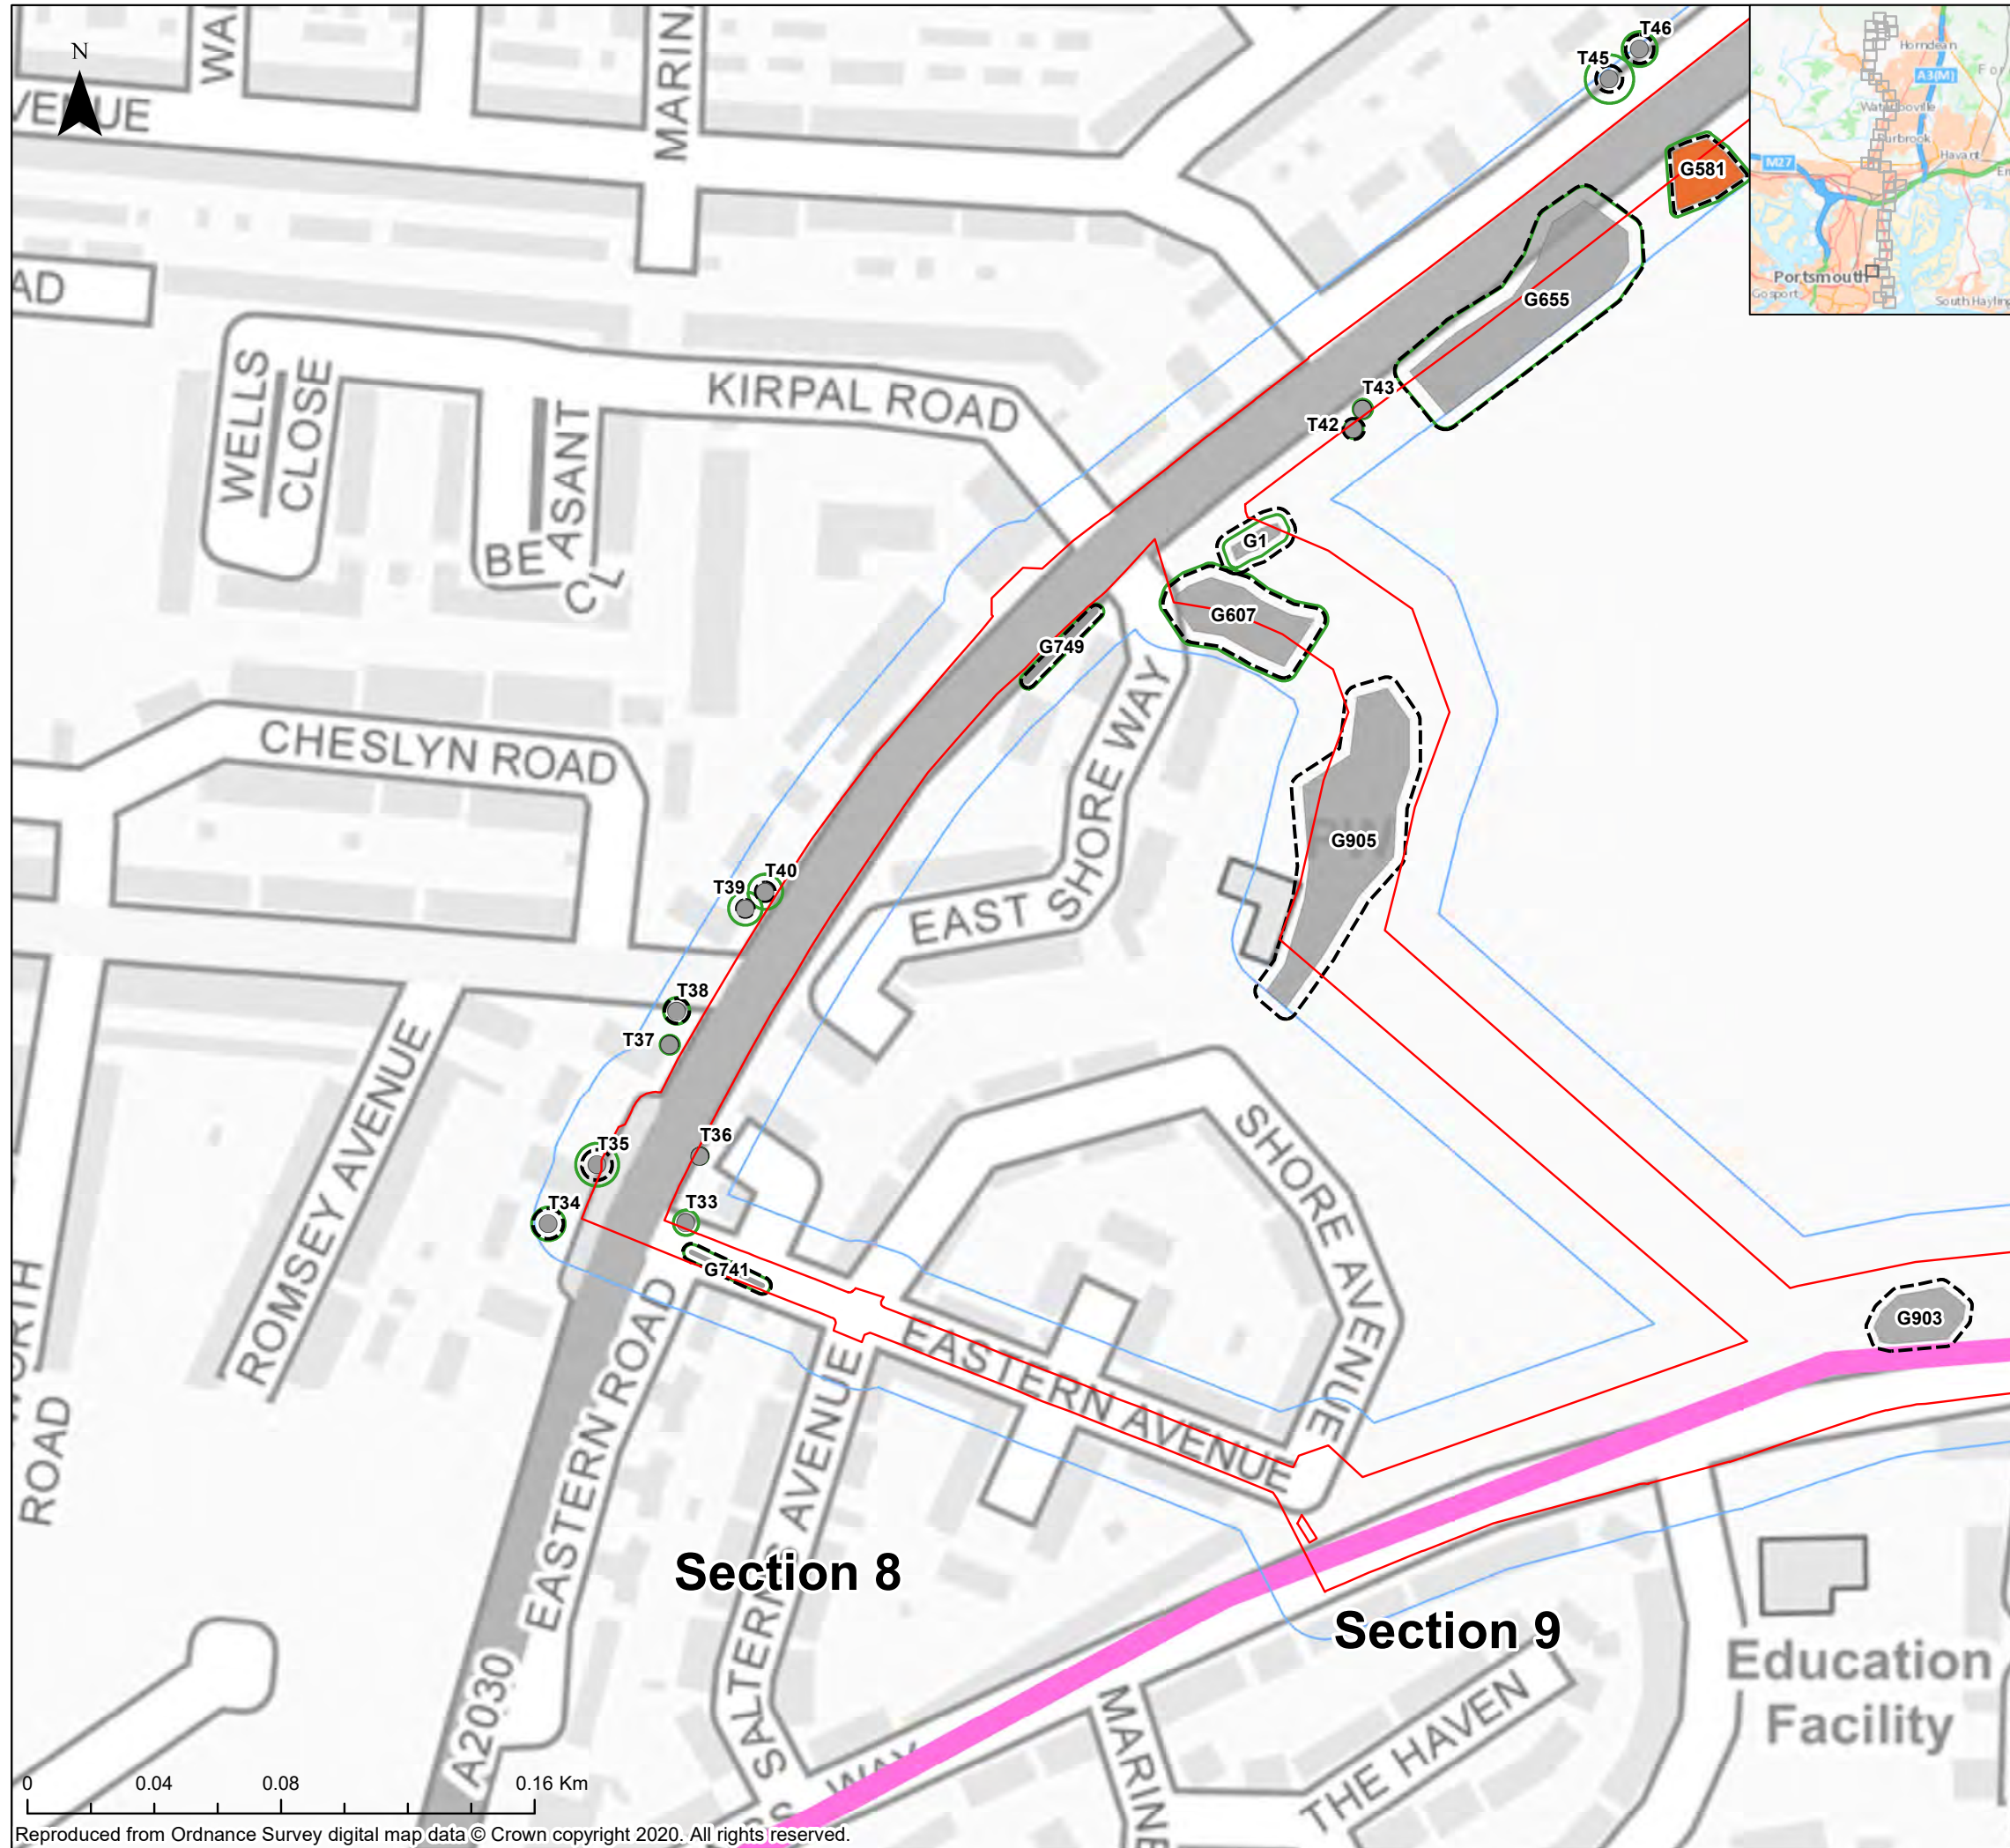 N
VENUE
MARIN
T46
T45
Horndean
A3(M)
Waterlooville
Purbrook
Havant
M27
Portsmouth
Gosport
South Hayling
G581
G655
AD
WELLS
CLOSE
BEASANT
CL
KIRPAL ROAD
T43
T42
G1
G607
G749
CHESLYN ROAD
EAST SHORE WAY
G905
T40
T39
T38
T37
T36
T35
T34
T33
G741
ROMSEY AVENUE
SHORE AVENUE
EASTERN AVENUE
G903
ROAD
EASTERN ROAD
A2030
SALTERNS AVENUE
Section 8
Section 9
WAY
MARINE
THE HAVEN
Education
Facility
0 0.04 0.08 0.16 Km
Reproduced from Ordnance Survey digital map data © Crown copyright 2020. All rights reserved.